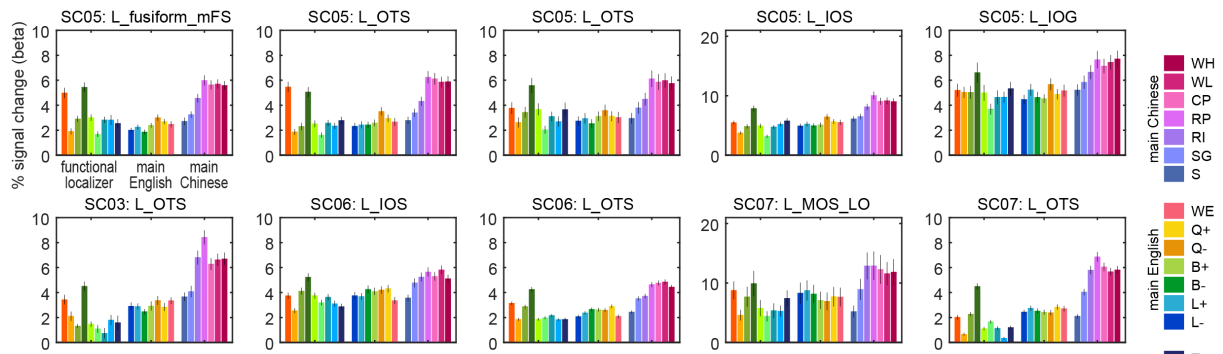 SC05: L_fusiform_mFS SC05: L_OTS SC05: L_OTS SC05: L_IOS SC05: L_IOG
% signal change (beta)
10 10 10 20 10
8 8 8 8
6 6 6 10 6
4 4 4 4
2 2 2 2
0 0 0 0 0
functional localizer
main English
main Chinese
SC03: L_OTS SC06: L_IOS SC06: L_OTS SC07: L_MOS_LO SC07: L_OTS
10 10 10 20 10
8 8 8 8
6 6 6 10 6
4 4 4 4
2 2 2 2
0 0 0 0 0
main Chinese
WH
WL
CP
RP
RI
SG
S
main English
WE
Q+
Q-
B+
B-
L+
L-